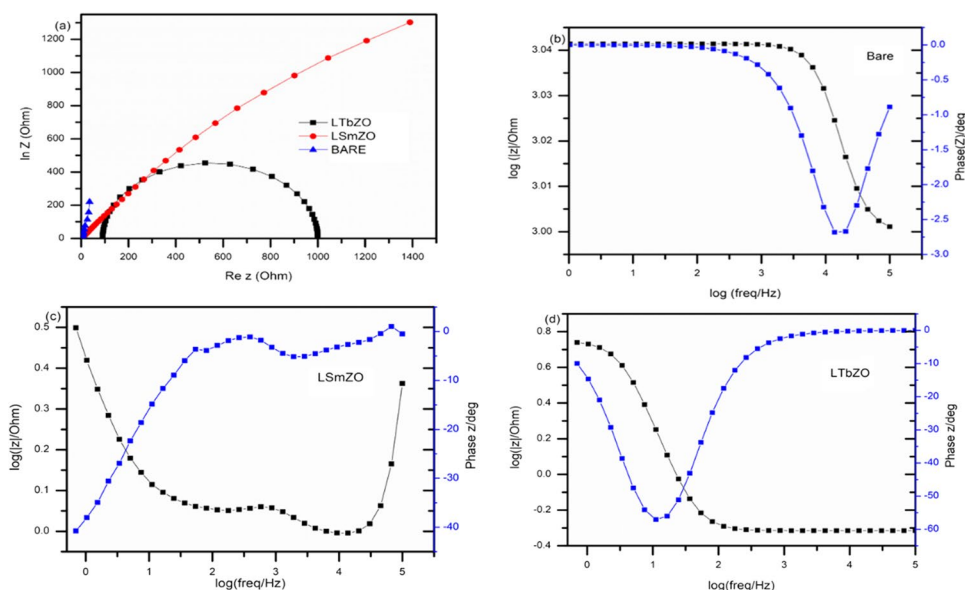 (a)
1200
1000
800
600
400
200
0
ln Z (Ohm)
LTbZO
LSmZO
BARE
0 200 400 600 800 1000 1200 1400
Re z (Ohm)
(b)
Bare
3.04
3.03
3.02
3.01
3.00
log (|z|/Ohm
0.0
-0.5
-1.0
-1.5
-2.0
-2.5
-3.0
Phase(Z)/deg
0 1 2 3 4 5
log (freq/Hz)
(c)
LSmZO
0.5
0.4
0.3
0.2
0.1
0.0
log(|z|/Ohm)
0
-10
-20
-30
-40
Phase z/deg
0 1 2 3 4 5
log(freq/Hz)
(d)
LTbZO
0.8
0.6
0.4
0.2
0.0
-0.2
-0.4
log(|z|/Ohm)
0
-10
-20
-30
-40
-50
-60
Phase z/deg
0 1 2 3 4 5
log(freq/Hz)